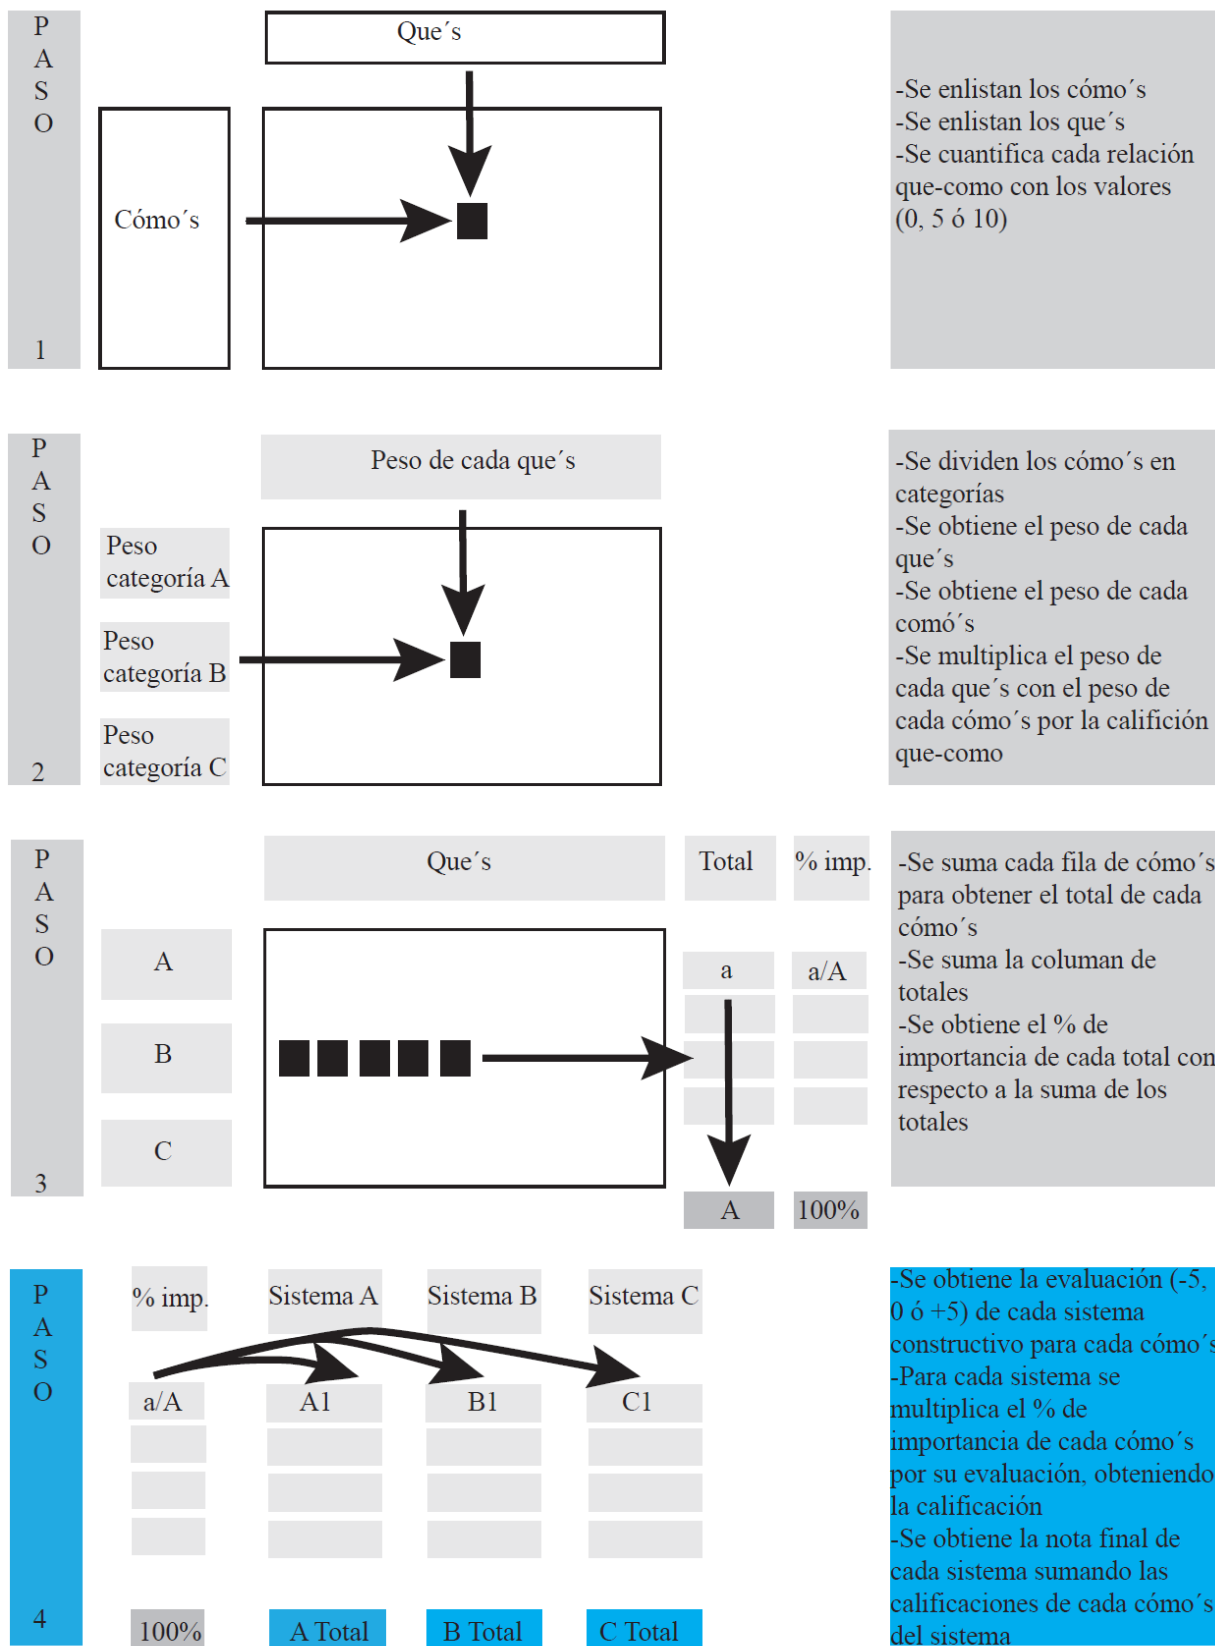 P
A
S
O
1
Que´s
Cómo´s
-Se enlistan los cómo´s
-Se enlistan los que´s
-Se cuantifica cada relación
que-como con los valores
(0, 5 ó 10)
P
A
S
O
2
Peso de cada que´s
Peso
categoría A
Peso
categoría B
Peso
categoría C
-Se dividen los cómo´s en
categorías
-Se obtiene el peso de cada
que´s
-Se obtiene el peso de cada
comó´s
-Se multiplica el peso de
cada que´s con el peso de
cada cómo´s por la califición
que-como
P
A
S
O
3
Que´s
Total
% imp.
A
B
C
a
a/A
A
100%
-Se suma cada fila de cómo´s
para obtener el total de cada
cómo´s
-Se suma la columan de
totales
-Se obtiene el % de
importancia de cada total con
respecto a la suma de los
totales
P
A
S
O
4
% imp.
Sistema A
Sistema B
Sistema C
a/A
A1
B1
C1
100%
A Total
B Total
C Total
-Se obtiene la evaluación (-5,
0 ó +5) de cada sistema
constructivo para cada cómo´s
-Para cada sistema se
multiplica el % de
importancia de cada cómo´s
por su evaluación, obteniendo
la calificación
-Se obtiene la nota final de
cada sistema sumando las
calificaciones de cada cómo´s
del sistema